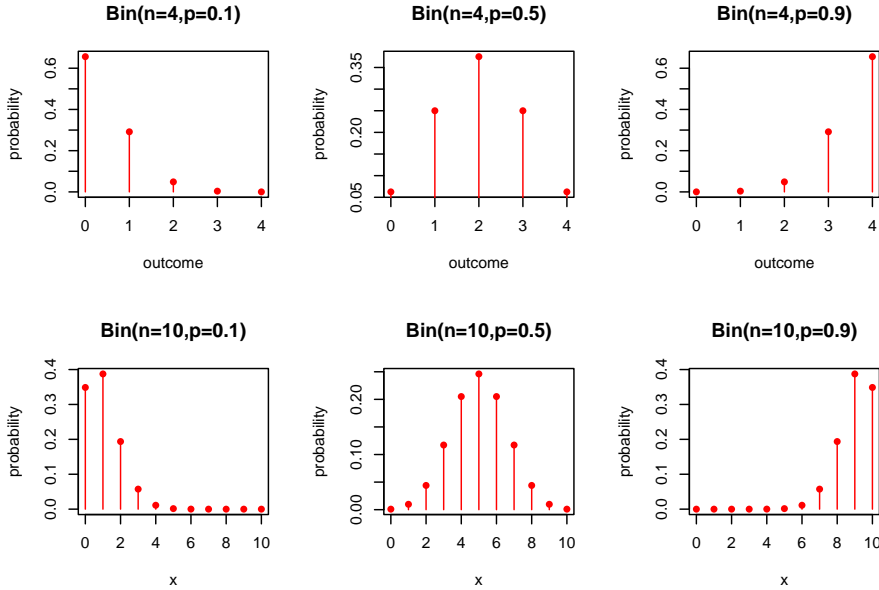 Bin(n=4,p=0.1)
probability
0.0 0.2 0.4 0.6
0 1 2 3 4
outcome
Bin(n=4,p=0.5)
probability
0.05 0.20 0.35
0 1 2 3 4
outcome
Bin(n=4,p=0.9)
probability
0.0 0.2 0.4 0.6
0 1 2 3 4
outcome
Bin(n=10,p=0.1)
probability
0.0 0.1 0.2 0.3 0.4
0 2 4 6 8 10
x
Bin(n=10,p=0.5)
probability
0.00 0.10 0.20
0 2 4 6 8 10
x
Bin(n=10,p=0.9)
probability
0.0 0.1 0.2 0.3 0.4
0 2 4 6 8 10
x